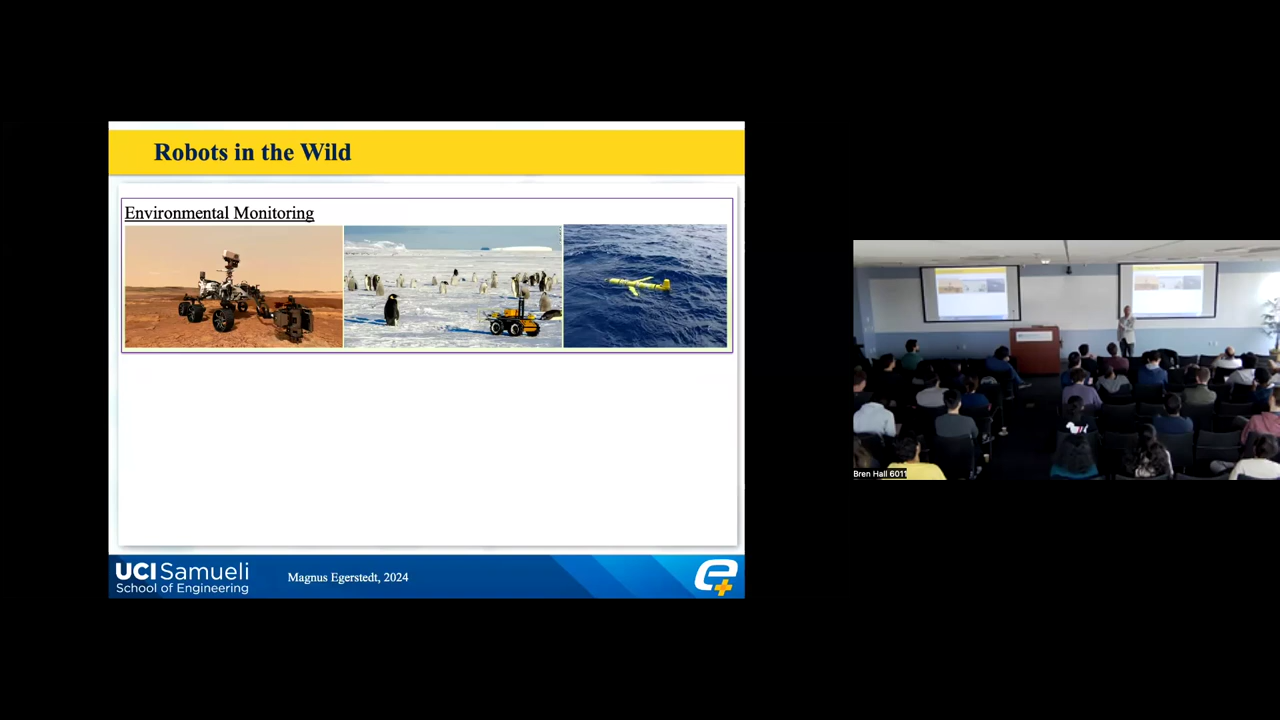 Robots in the Wild
Environmental Monitoring
UCI Samueli
School of Engineering
Magnus Egerstedt, 2024
e+
Bren Hall 6011